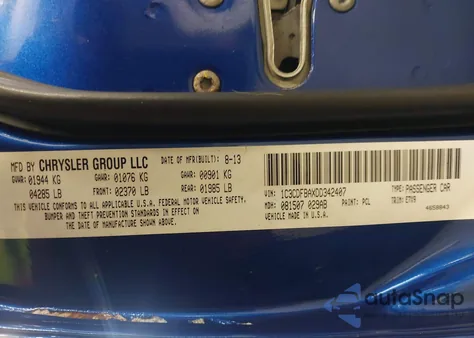 MFD BY CHRYSLER GROUP LLC DATE OF MFR(BUILT): 8-13
GVWR: 01944 KG GAWR: 01076 KG GAWR: 00901 KG
04285 LB FRONT: 02370 LB REAR: 01985 LB
THIS VEHICLE CONFORMS TO ALL APPLICABLE U.S.A. FEDERAL MOTOR VEHICLE SAFETY,
BUMPER, AND THEFT PREVENTION STANDARDS IN EFFECT ON
THE DATE OF MANUFACTURE SHOWN ABOVE.
VIN: 1C3CDFBAXDD342407 TYPE: PASSENGER CAR
MDH: 081507 029AB PAINT: PCL TRIM:
VEHICLE MADE IN U.S.A. 4658843
autoSnap